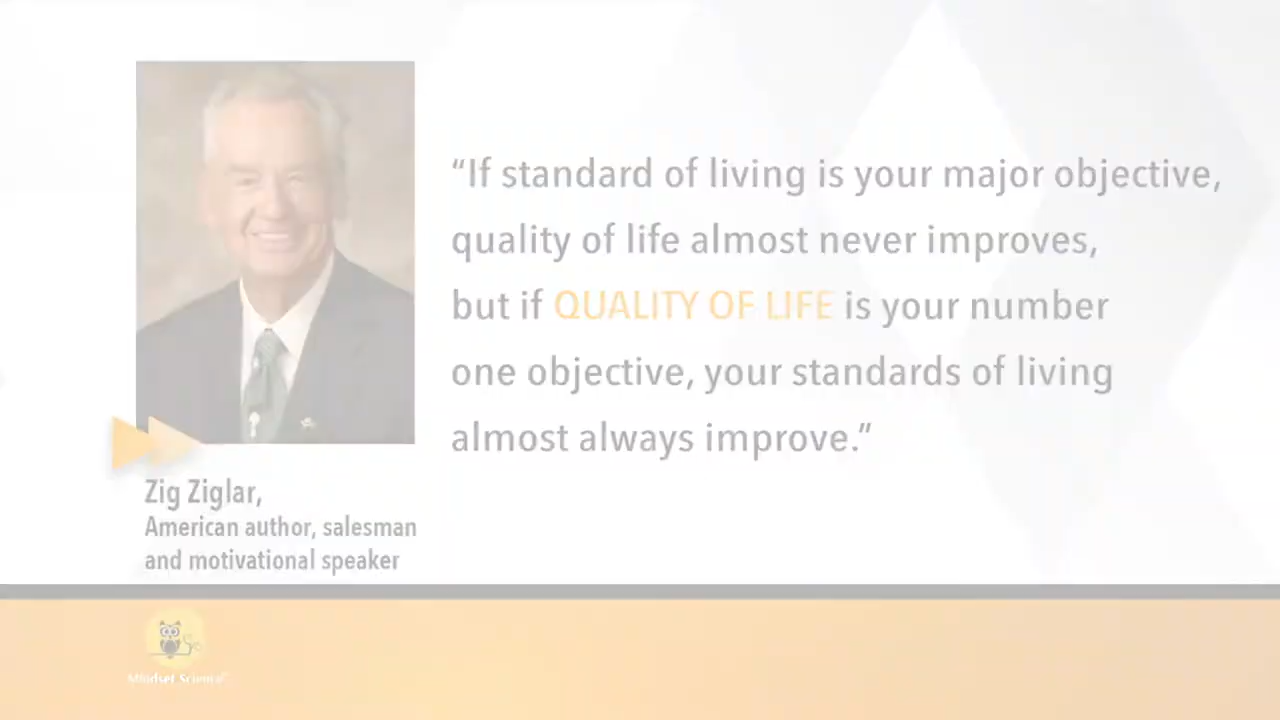 “If standard of living is your major objective,
quality of life almost never improves,
but if QUALITY OF LIFE is your number
one objective, your standards of living
almost always improve.”
Zig Ziglar,
American author, salesman
and motivational speaker
Mindset